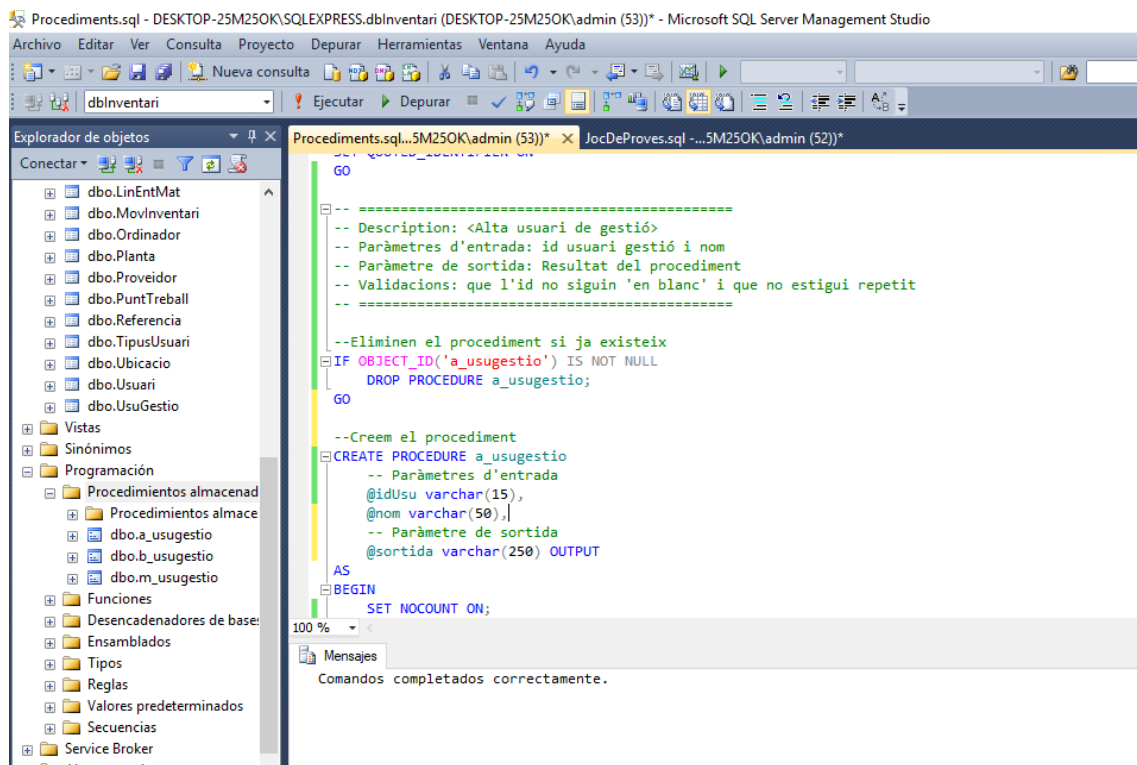 Procediments.sql - DESKTOP-25M25OK\SQLEXPRESS.dbInventari (DESKTOP-25M25OK\admin (53))* - Microsoft SQL Server Management Studio
Archivo Editar Ver Consulta Proyecto Depurar Herramientas Ventana Ayuda
Nueva consulta
dbInventari Ejecutar Depurar
Explorador de objetos
Conectar
dbo.LinEntMat
dbo.MovInventari
dbo.Ordinador
dbo.Planta
dbo.Proveidor
dbo.PuntTreball
dbo.Referencia
dbo.TipusUsuari
dbo.Ubicacio
dbo.Usuari
dbo.UsuGestio
Vistas
Sinónimos
Programación
Procedimientos almacenad
Procedimientos almace
dbo.a_usugestio
dbo.b_usugestio
dbo.m_usugestio
Funciones
Desencadenadores de base:
Ensamblados
Tipos
Reglas
Valores predeterminados
Secuencias
Service Broker
Procediments.sql...5M25OK\admin (53))* JocDeProves.sql -...5M25OK\admin (52))*
SET QUOTED_IDENTIFIER ON
GO
-- =============================================
-- Description: <Alta usuari de gestió>
-- Paràmetres d'entrada: id usuari gestió i nom
-- Paràmetre de sortida: Resultat del procediment
-- Validacions: que l'id no siguin 'en blanc' i que no estigui repetit
-- =============================================
--Eliminen el procediment si ja existeix
IF OBJECT_ID('a_usugestio') IS NOT NULL
DROP PROCEDURE a_usugestio;
GO
--Creem el procediment
CREATE PROCEDURE a_usugestio
-- Paràmetres d'entrada
@idUsu varchar(15),
@nom varchar(50),
-- Paràmetre de sortida
@sortida varchar(250) OUTPUT
AS
BEGIN
SET NOCOUNT ON;
100 %
Mensajes
Comandos completados correctamente.